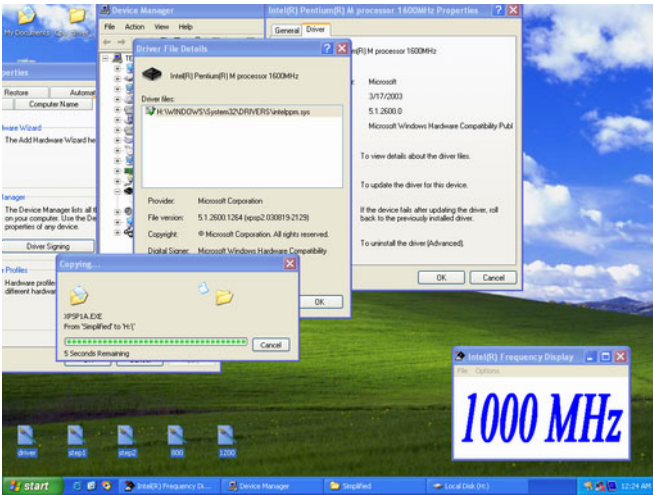 My Documents
Device Manager
File Action View Help
Intel(R) Pentium(R) M processor 1600MHz Properties
General Driver
m(R) M processor 1600MHz
Microsoft
3/17/2003
5.1.2600.0
Microsoft Windows Hardware Compatibility Publ
To view details about the driver files.
To update the driver for this device.
If the device fails after updating the driver, roll
back to the previously installed driver.
To uninstall the driver (Advanced).
OK Cancel
Driver File Details
Intel(R) Pentium(R) M processor 1600MHz
Driver files:
H:\WINDOWS\System32\DRIVERS\intelppm.sys
Provider: Microsoft Corporation
File version: 5.1.2600.1264 (xpsp2.030819-2129)
Copyright: © Microsoft Corporation. All rights reserved.
Digital Signer: Microsoft Windows Hardware Compatibility
OK
perties
Restore Automat
Computer Name
dware Wizard
The Add Hardware Wizard he
Manager
The Device Manager lists all t
on your computer. Use the De
properties of any device.
Driver Signing
e Profiles
Hardware profile
different hardwar
Copying...
XPSP1A.EXE
From 'Simplified' to 'H:\'
5 Seconds Remaining
Cancel
Intel(R) Frequency Display
File Options
1000 MHz
driver step1 step2 600 1200
start
Intel(R) Frequency Di...
Device Manager
Simplified
Local Disk (H:)
12:24 AM